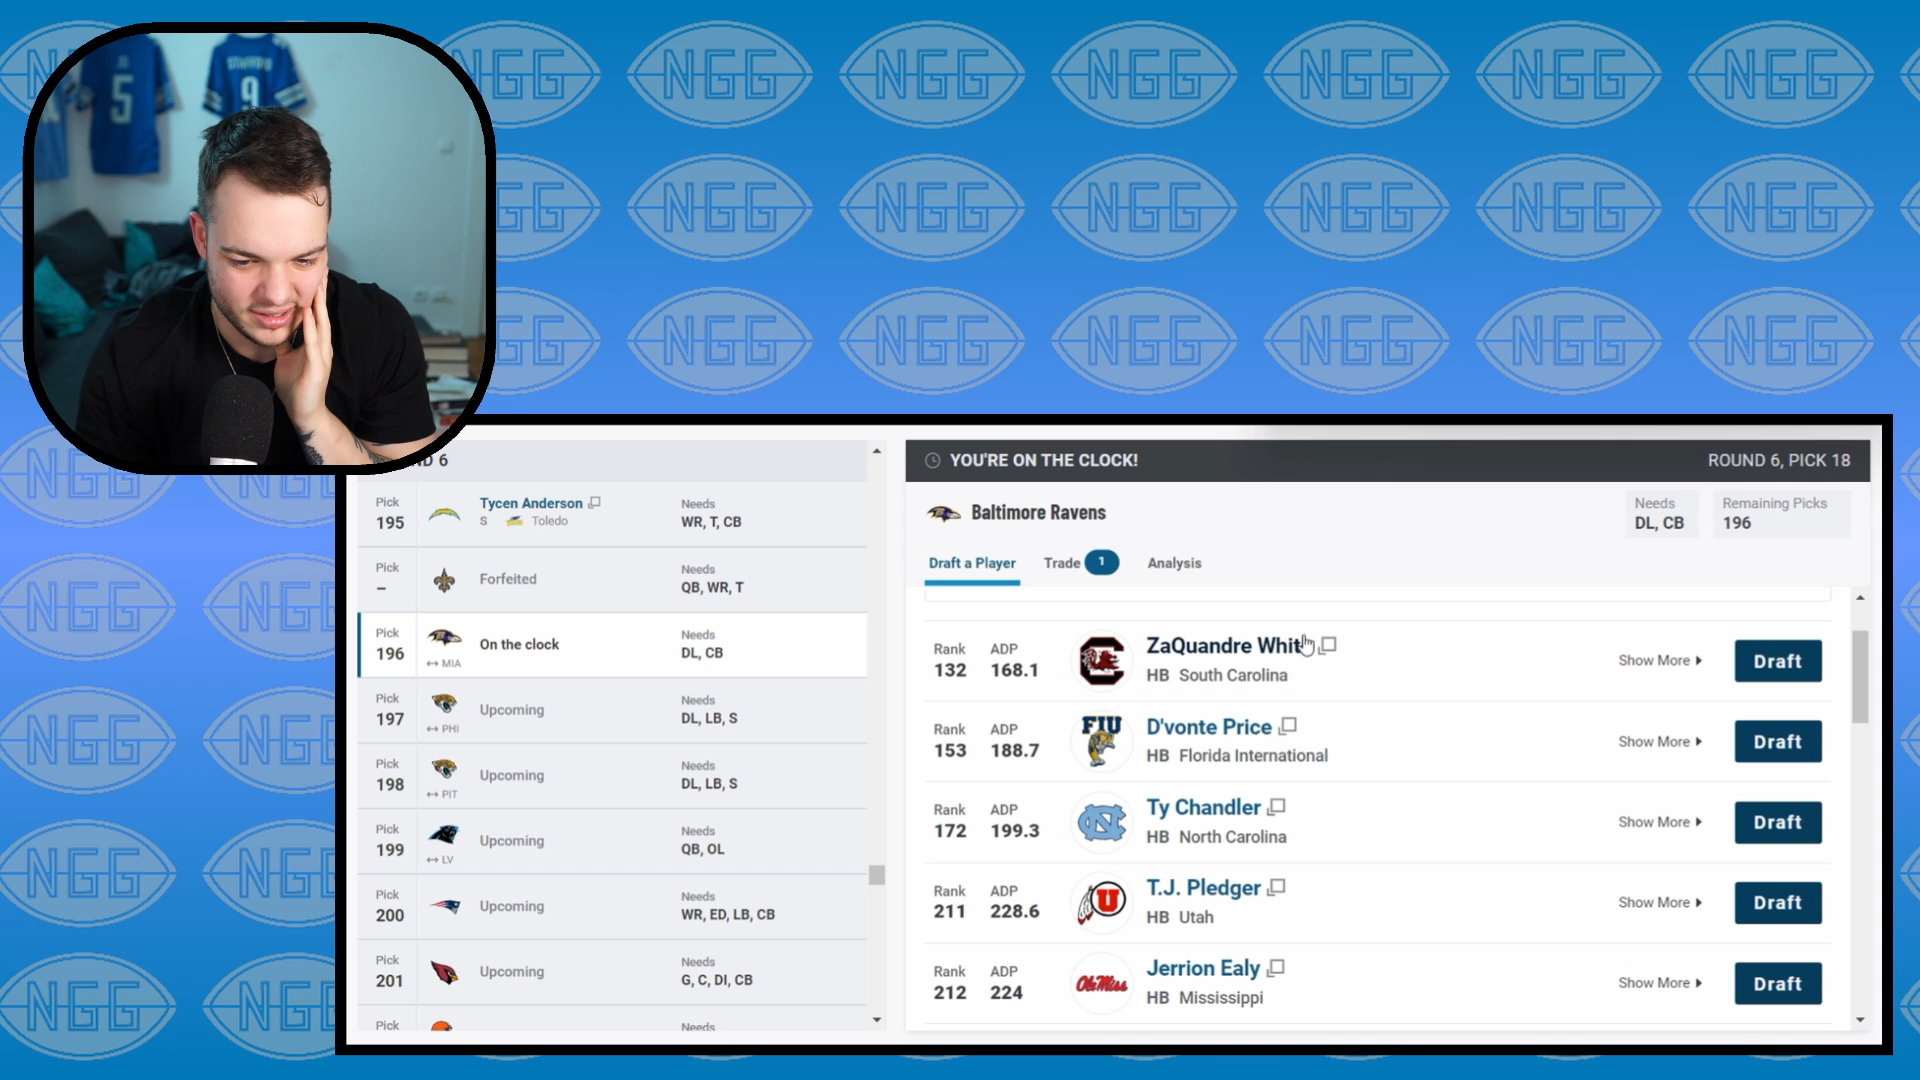 5
9
ND 6
Pick
195
Tycen Anderson
S Toledo
Needs
WR, T, CB
Pick
–
Forfeited
Needs
QB, WR, T
Pick
196
↔ MIA
On the clock
Needs
DL, CB
Pick
197
↔ PHI
Upcoming
Needs
DL, LB, S
Pick
198
↔ PIT
Upcoming
Needs
DL, LB, S
Pick
199
↔ LV
Upcoming
Needs
QB, OL
Pick
200
Upcoming
Needs
WR, ED, LB, CB
Pick
201
Upcoming
Needs
G, C, DI, CB
Pick
Needs
YOU'RE ON THE CLOCK!
ROUND 6, PICK 18
Baltimore Ravens
Needs
DL, CB
Remaining Picks
196
Draft a Player
Trade 1
Analysis
Rank
132
ADP
168.1
ZaQuandre Whit
HB South Carolina
Show More
Draft
Rank
153
ADP
188.7
FIU
D'vonte Price
HB Florida International
Show More
Draft
Rank
172
ADP
199.3
NC
Ty Chandler
HB North Carolina
Show More
Draft
Rank
211
ADP
228.6
U
T.J. Pledger
HB Utah
Show More
Draft
Rank
212
ADP
224
Ole Miss
Jerrion Ealy
HB Mississippi
Show More
Draft
NGG